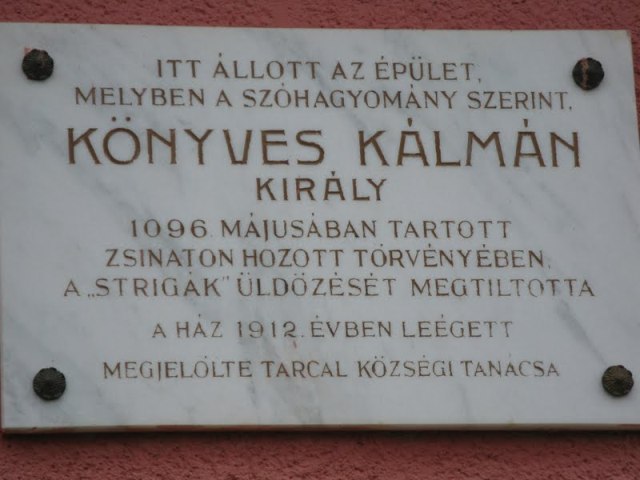 ITT ÁLLOTT AZ ÉPÜLET,
MELYBEN A SZÓHAGYOMÁNY SZERINT,
KÖNYVES KÁLMÁN
KIRÁLY
1096. MÁJUSÁBAN TARTOTT
ZSINATON HOZOTT TÖRVÉNYÉBEN,
A „STRIGÁK” ÜLDÖZÉSÉT MEGTILTOTTA
A HÁZ 1912. ÉVBEN LEÉGETT
MEGJELÖLTE TARCAL KÖZSÉGI TANÁCSA